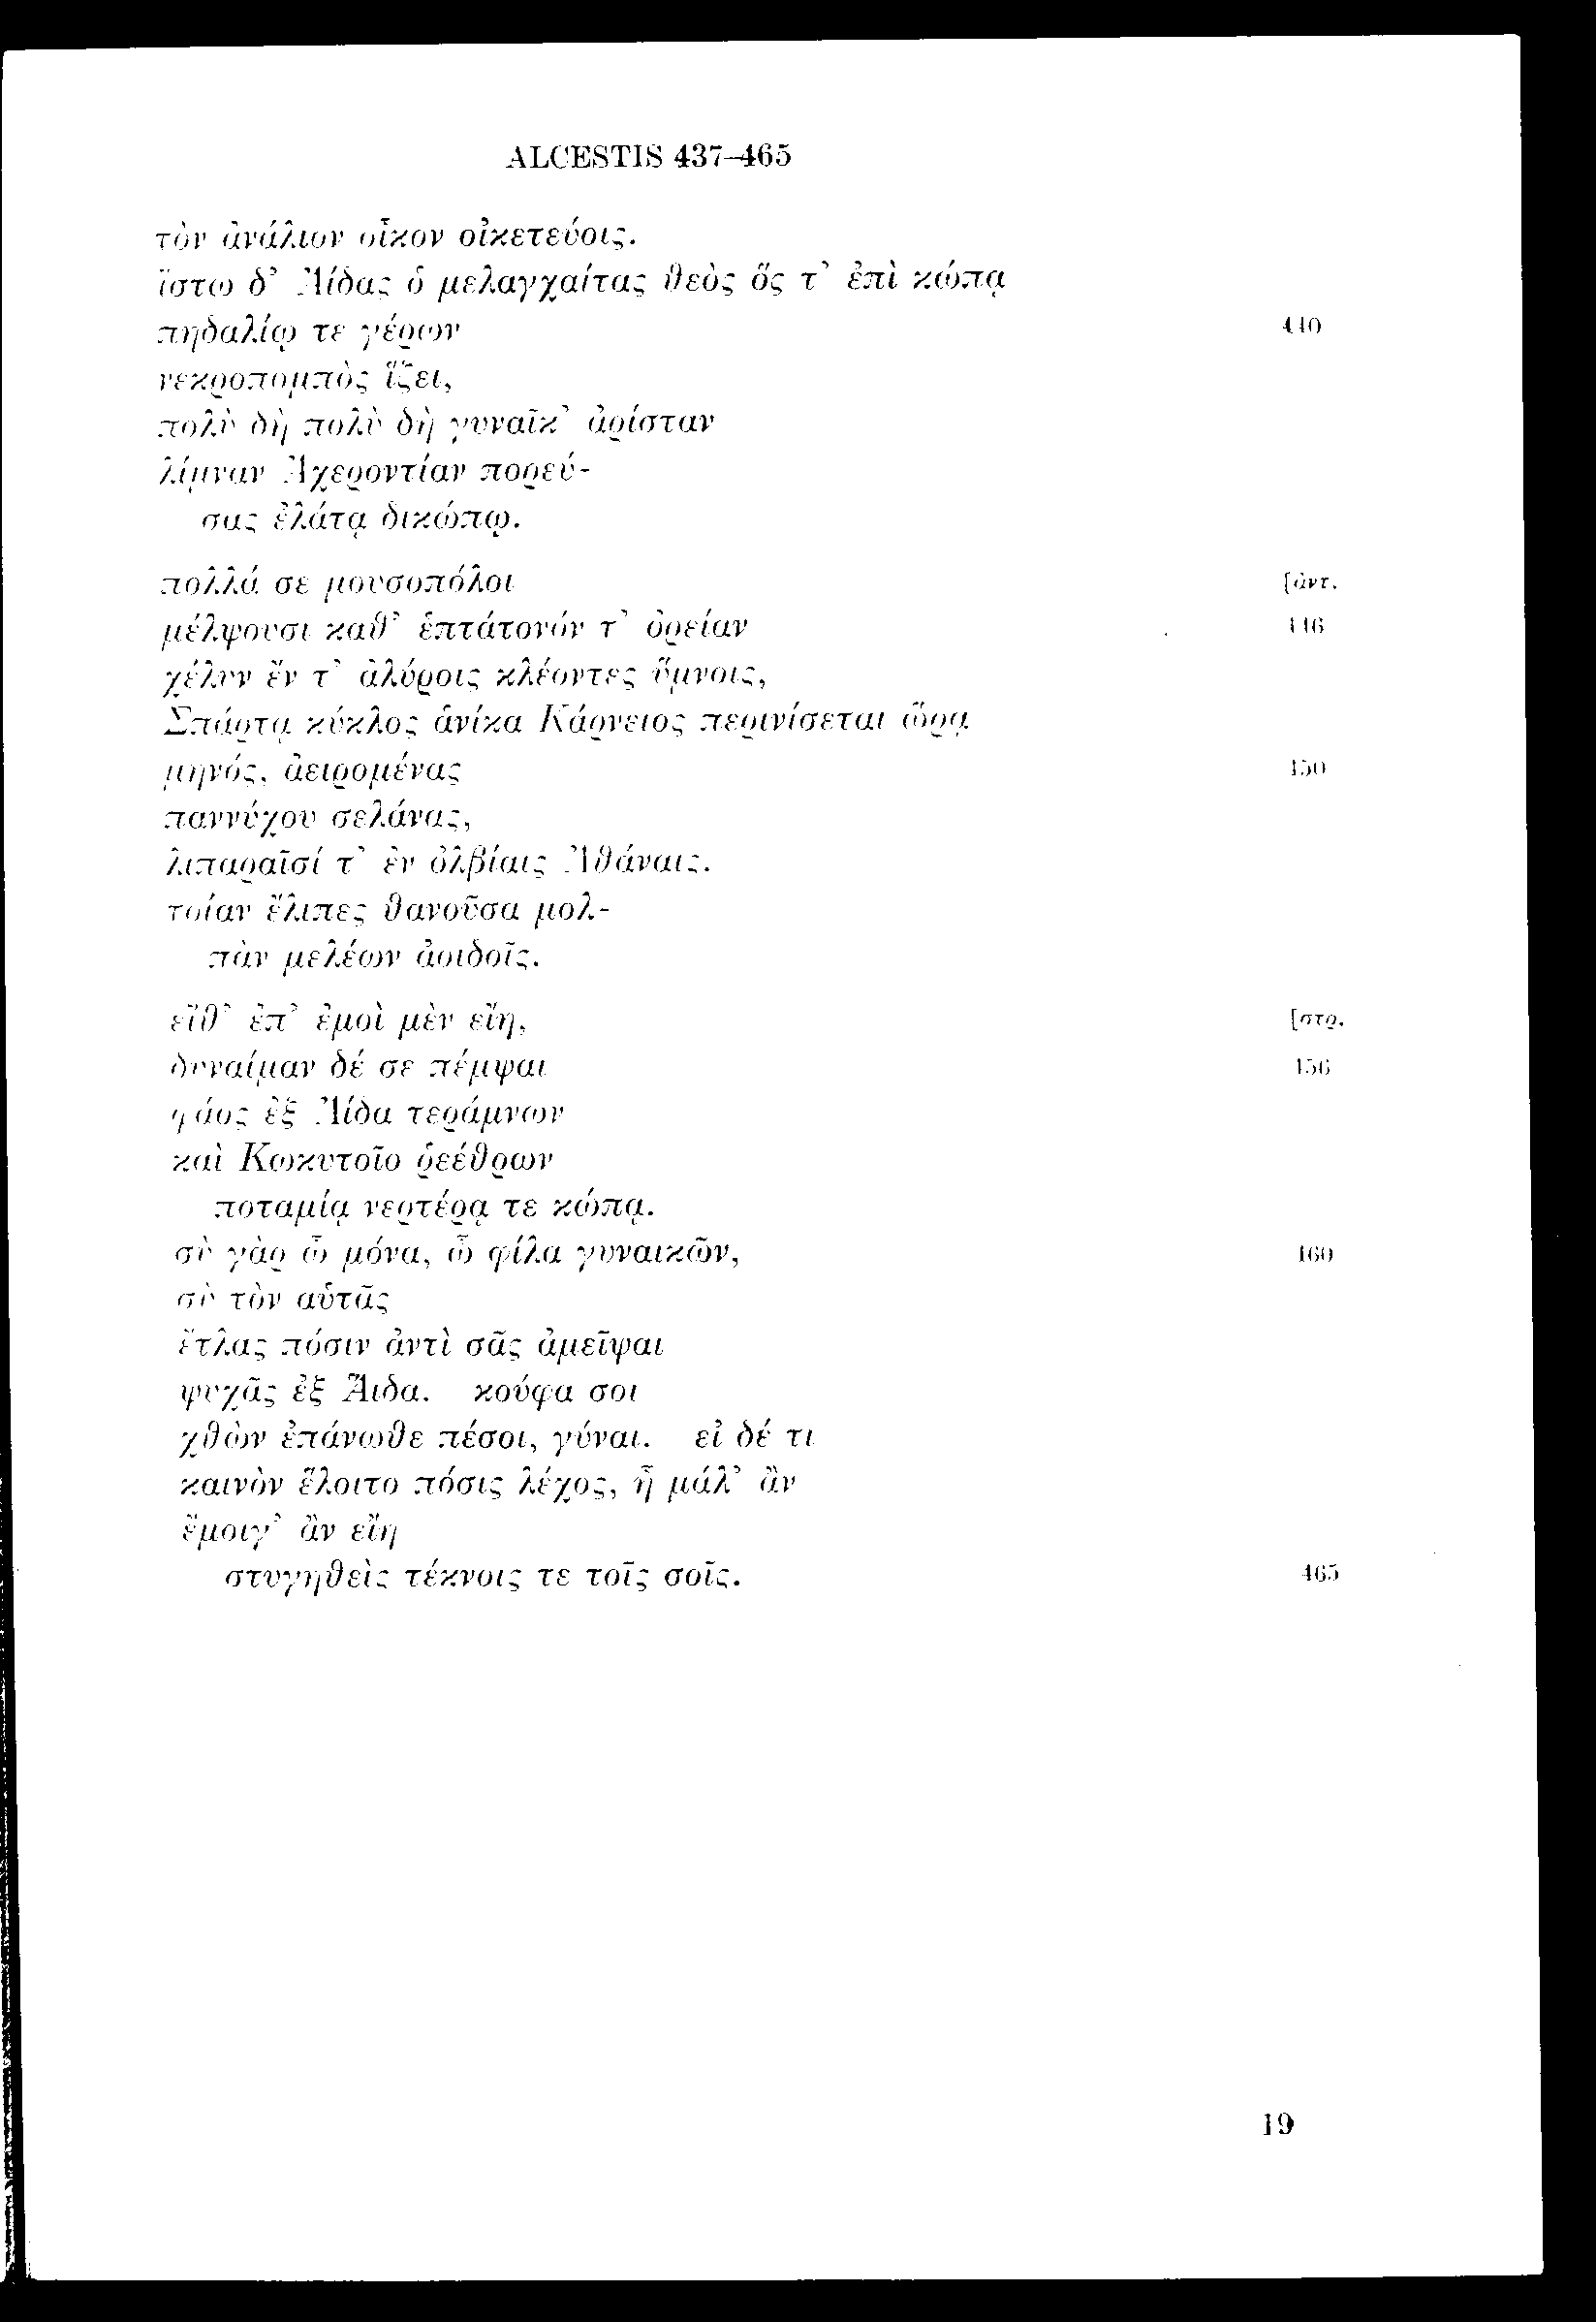 ALCESTIS 437–465
τὸν ἀνάλιον οἶκον οἰκετεύοις.
ἴστω δ’ Ἀίδας ὁ μελαγχαίτας θεὸς ὅς τ’ ἐπὶ κώπᾳ
πηδαλίῳ τε γέρων 440
νεκροπομπὸς ἵζει,
πολὺ δὴ πολὺ δὴ γυναῖκ’ ἀρίσταν
λίμναν Ἀχεροντίαν πορεύ-
σας ἐλάτᾳ δικώπῳ.
πολλά σε μουσοπόλοι [ἀντ.
μέλψουσι καθ’ ἑπτάτονόν τ’ ὀρείαν 446
χέλυν ἔν τ’ ἀλύροις κλέοντες ὕμνοις,
Σπάρτᾳ κύκλος ἁνίκα Κάρνειος περινίσεται ὥρᾳ
μηνός, ἀειρομένας 450
παννύχου σελάνας,
λιπαραῖσί τ’ ἐν ὀλβίαις Ἀθάναις.
τοίαν ἔλιπες θανοῦσα μολ-
πὰν μελέων ἀοιδοῖς.
εἴθ’ ἐπ’ ἐμοὶ μὲν εἴη, [στρ.
δυναίμαν δέ σε πέμψαι 456
φάος ἐξ Ἀίδα τεράμνων
καὶ Κωκυτοῖο ῥεέθρων
ποταμίᾳ νερτέρᾳ τε κώπᾳ.
σὺ γὰρ ὦ μόνα, ὦ φίλα γυναικῶν, 460
σὺ τὸν αὑτᾶς
ἔτλας πόσιν ἀντὶ σᾶς ἀμεῖψαι
ψυχᾶς ἐξ Ἅιδα. κούφα σοι
χθὼν ἐπάνωθε πέσοι, γύναι. εἰ δέ τι
καινὸν ἕλοιτο πόσις λέχος, ἦ μάλ’ ἂν
ἔμοιγ’ ἂν εἴη
στυγηθεὶς τέκνοις τε τοῖς σοῖς. 465
19